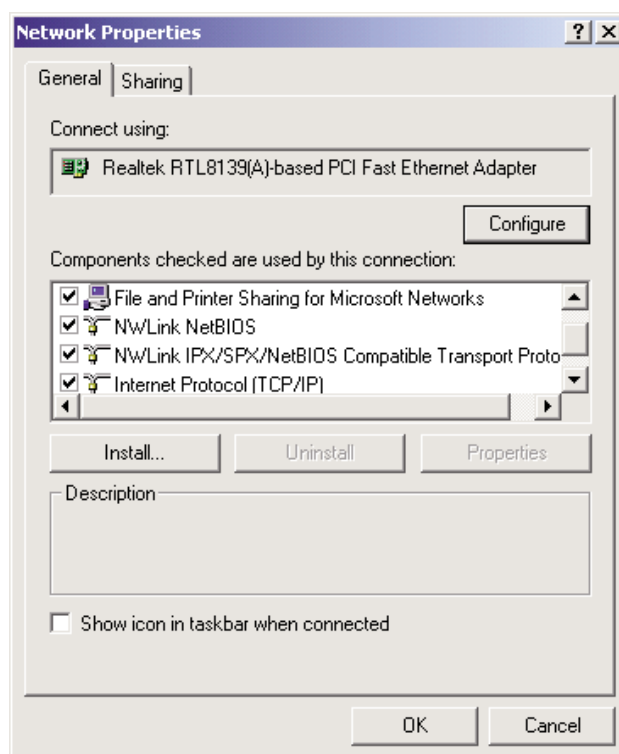 Network Properties
General
Sharing
Connect using:
Realtek RTL8139(A)-based PCI Fast Ethernet Adapter
Configure
Components checked are used by this connection:
File and Printer Sharing for Microsoft Networks
NWLink NetBIOS
NWLink IPX/SPX/NetBIOS Compatible Transport Proto
Internet Protocol (TCP/IP)
Install... Uninstall Properties
Description
Show icon in taskbar when connected
OK Cancel